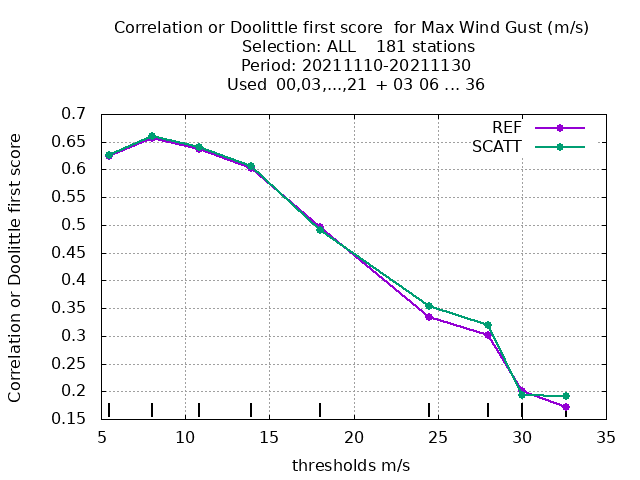 Correlation or Doolittle first score  for Max Wind Gust (m/s)
Selection: ALL    181 stations
Period: 20211110-20211130
Used  00,03,...,21  + 03 06 ... 36
Correlation or Doolittle first score
0.7
0.65
0.6
0.55
0.5
0.45
0.4
0.35
0.3
0.25
0.2
0.15
REF
SCATT
5 10 15 20 25 30 35
thresholds m/s